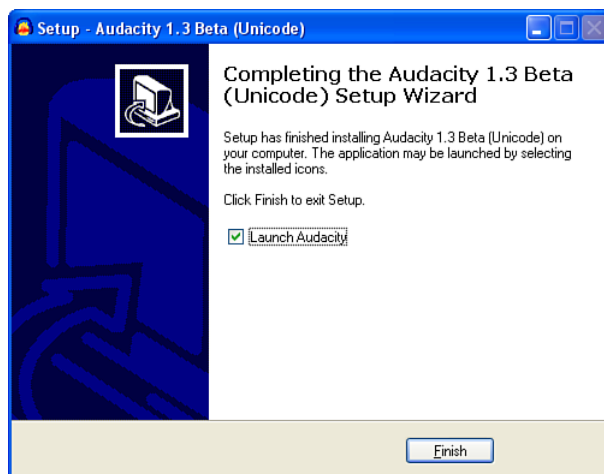 Setup - Audacity 1.3 Beta (Unicode)
Completing the Audacity 1.3 Beta
(Unicode) Setup Wizard
Setup has finished installing Audacity 1.3 Beta (Unicode) on
your computer. The application may be launched by selecting
the installed icons.
Click Finish to exit Setup.
Launch Audacity
Finish